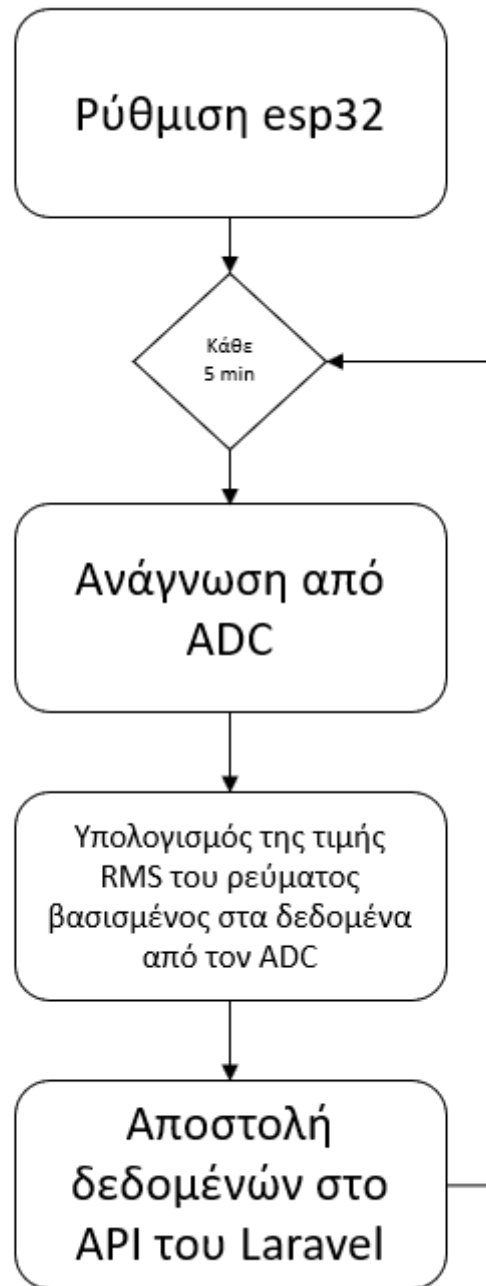 Ρύθμιση esp32
Κάθε
5 min
Ανάγνωση από
ADC
Υπολογισμός της τιμής
RMS του ρεύματος
βασισμένος στα δεδομένα
από τον ADC
Αποστολή
δεδομένών στο
API του Laravel